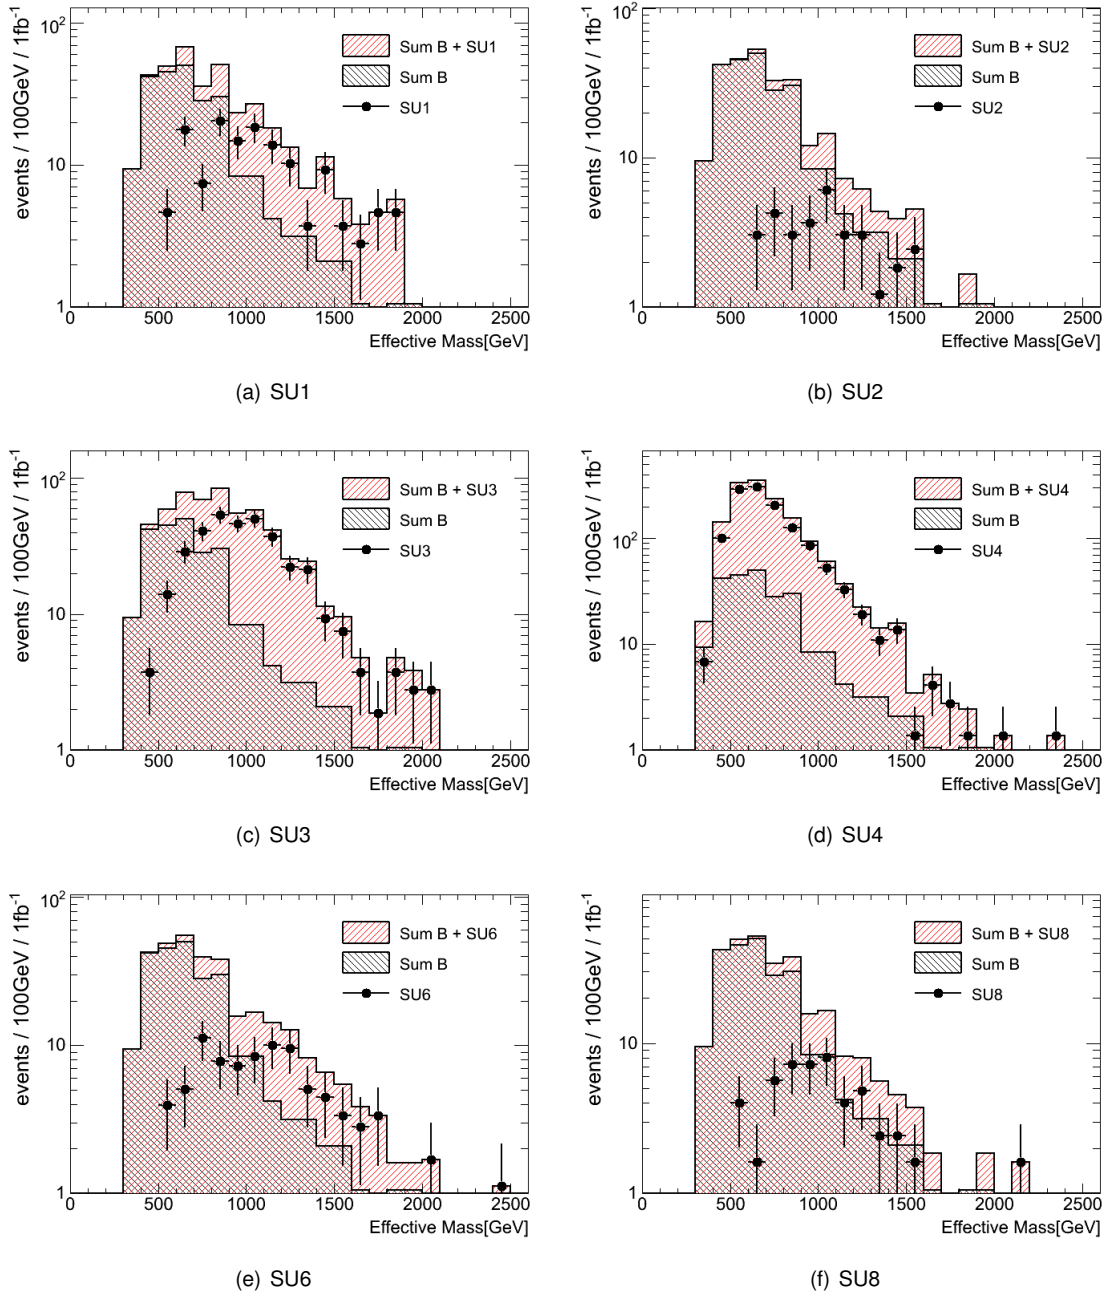 events / 100GeV / 1fb⁻¹
10²
10
1
Sum B + SU1
Sum B
SU1
0 500 1000 1500 2000 2500
Effective Mass[GeV]
(a) SU1
events / 100GeV / 1fb⁻¹
10²
10
1
Sum B + SU2
Sum B
SU2
0 500 1000 1500 2000 2500
Effective Mass[GeV]
(b) SU2
events / 100GeV / 1fb⁻¹
10²
10
1
Sum B + SU3
Sum B
SU3
0 500 1000 1500 2000 2500
Effective Mass[GeV]
(c) SU3
events / 100GeV / 1fb⁻¹
10²
10
1
Sum B + SU4
Sum B
SU4
0 500 1000 1500 2000 2500
Effective Mass[GeV]
(d) SU4
events / 100GeV / 1fb⁻¹
10²
10
1
Sum B + SU6
Sum B
SU6
0 500 1000 1500 2000 2500
Effective Mass[GeV]
(e) SU6
events / 100GeV / 1fb⁻¹
10
1
Sum B + SU8
Sum B
SU8
0 500 1000 1500 2000 2500
Effective Mass[GeV]
(f) SU8